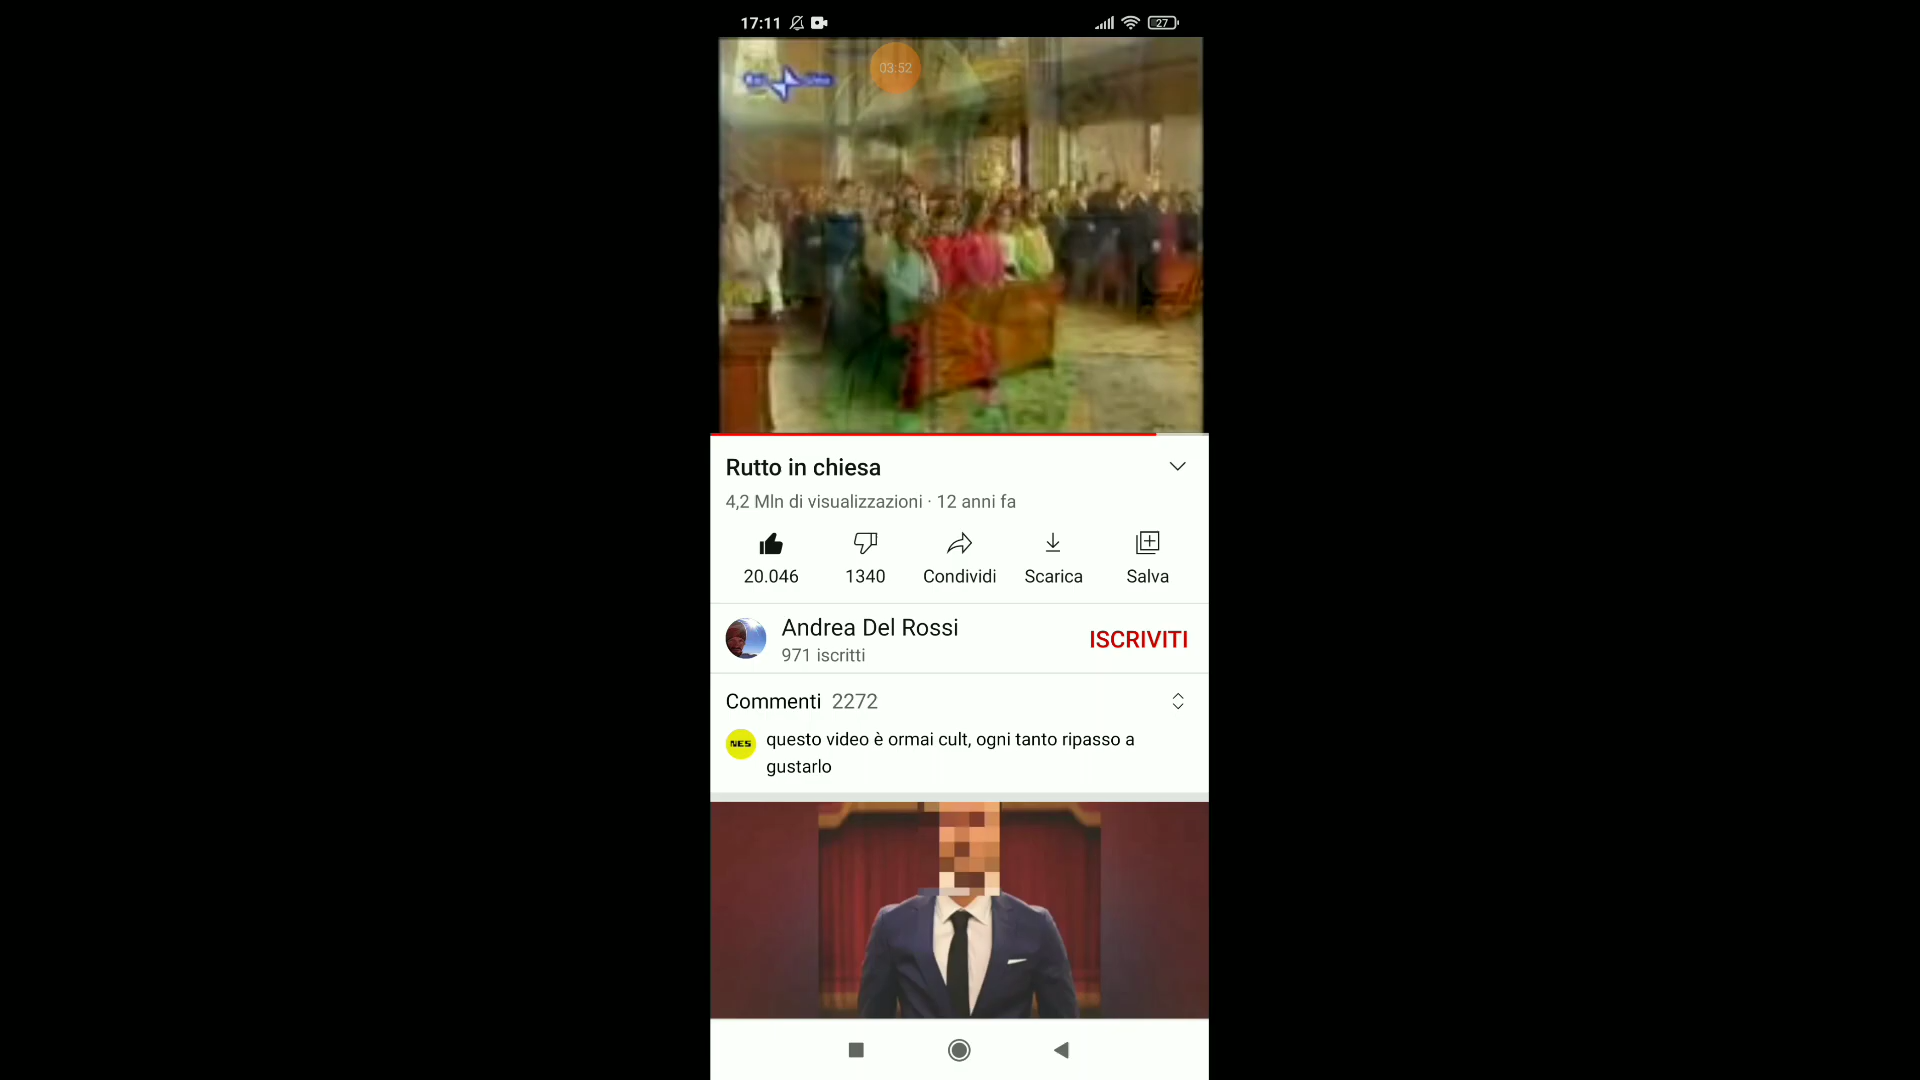 17:11
27
03:52
Rutto in chiesa
4,2 Mln di visualizzazioni · 12 anni fa
20.046
1340
Condividi
Scarica
Salva
Andrea Del Rossi
971 iscritti
ISCRIVITI
Commenti 2272
NES
questo video è ormai cult, ogni tanto ripasso a
gustarlo